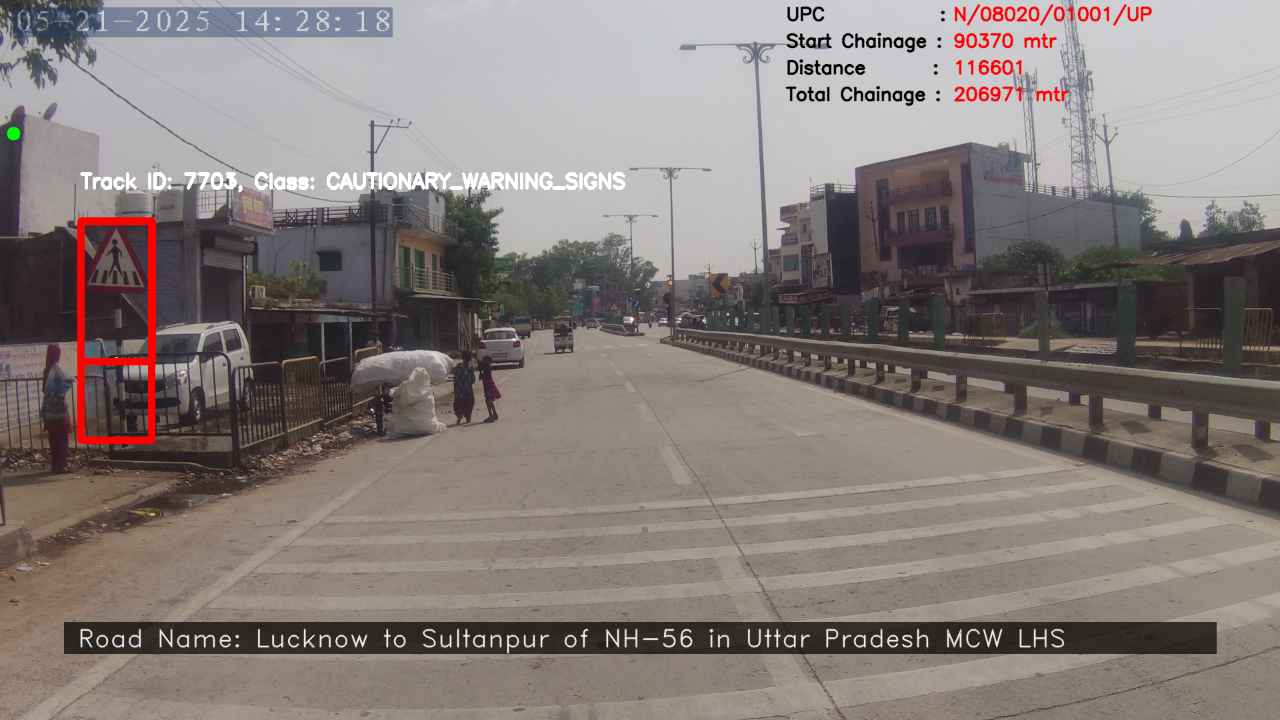 05-21-2025 14:28:18
UPC : N/08020/01001/UP
Start Chainage : 90370 mtr
Distance : 116601
Total Chainage : 206971 mtr
Track ID: 7703, Class: CAUTIONARY_WARNING_SIGNS
Road Name: Lucknow to Sultanpur of NH-56 in Uttar Pradesh MCW LHS